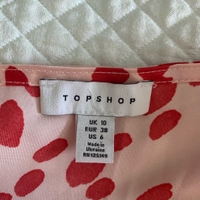 TOPSHOP
UK 10
EUR 38
US 6
Made in
Ukraine